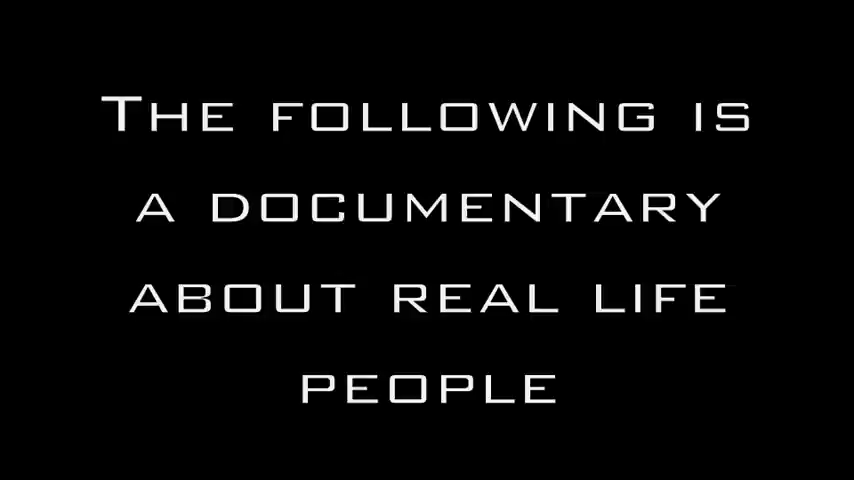 The following is
a documentary
about real life
people